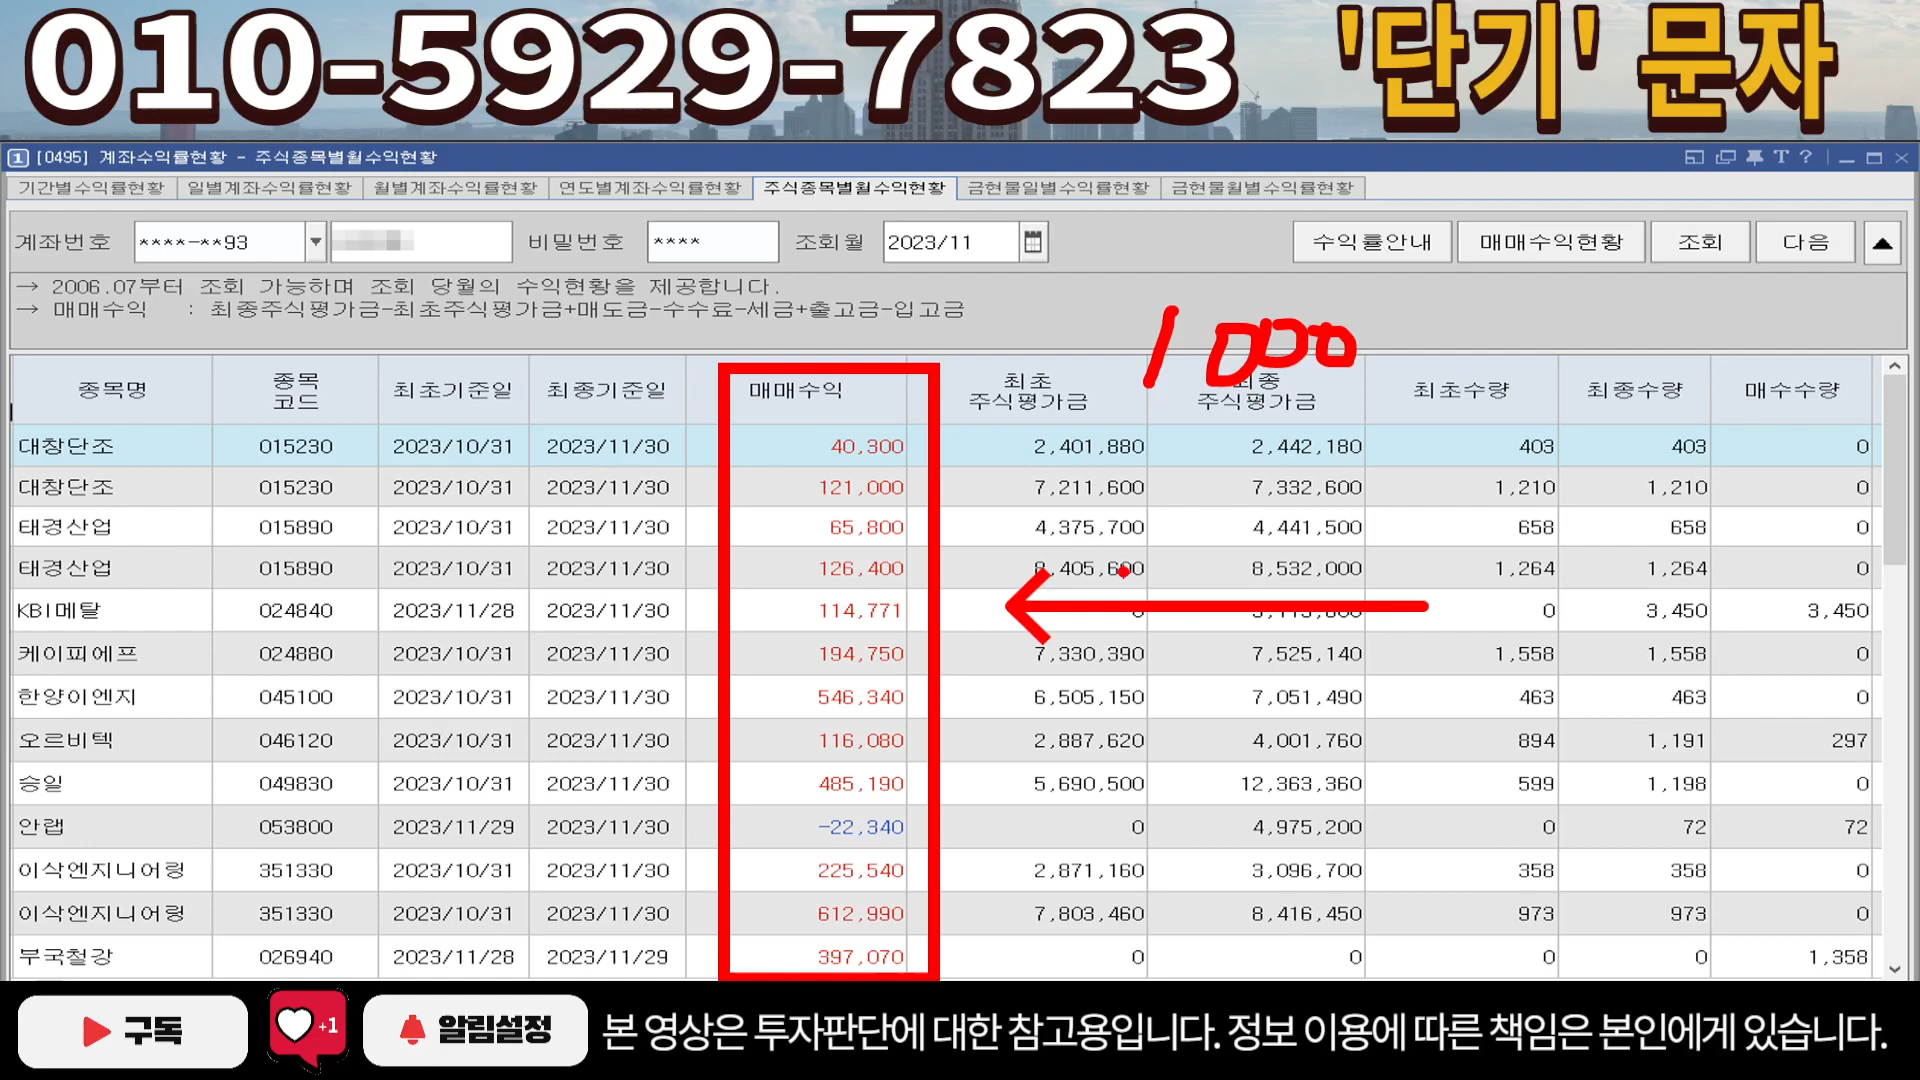 010-5929-7823 '단기' 문자
1 [0495] 계좌수익률현황 - 주식종목별월수익현황
기간별수익률현황 일별계좌수익률현황 월별계좌수익률현황 연도별계좌수익률현황 주식종목별월수익현황 금현물일별수익률현황 금현물월별수익률현황
계좌번호 ****-**93 비밀번호 **** 조회월 2023/11 수익률안내 매매수익현황 조회 다음
→ 2006.07부터 조회 가능하며 조회 당월의 수익현황을 제공합니다.
→ 매매수익 : 최종주식평가금-최초주식평가금+매도금-수수료-세금+출고금-입고금
1000
종목명 종목코드 최초기준일 최종기준일 매매수익 최초주식평가금 최종주식평가금 최초수량 최종수량 매수수량
대창단조 015230 2023/10/31 2023/11/30 40,300 2,401,880 2,442,180 403 403 0
대창단조 015230 2023/10/31 2023/11/30 121,000 7,211,600 7,332,600 1,210 1,210 0
태경산업 015890 2023/10/31 2023/11/30 65,800 4,375,700 4,441,500 658 658 0
태경산업 015890 2023/10/31 2023/11/30 126,400 8,405,600 8,532,000 1,264 1,264 0
KBI메탈 024840 2023/11/28 2023/11/30 114,771 0 0 3,450 3,450
케이피에프 024880 2023/10/31 2023/11/30 194,750 7,330,390 7,525,140 1,558 1,558 0
한양이엔지 045100 2023/10/31 2023/11/30 546,340 6,505,150 7,051,490 463 463 0
오르비텍 046120 2023/10/31 2023/11/30 116,080 2,887,620 4,001,760 894 1,191 297
승일 049830 2023/10/31 2023/11/30 485,190 5,690,500 12,363,360 599 1,198 0
안랩 053800 2023/11/29 2023/11/30 -22,340 0 4,975,200 0 72 72
이삭엔지니어링 351330 2023/10/31 2023/11/30 225,540 2,871,160 3,096,700 358 358 0
이삭엔지니어링 351330 2023/10/31 2023/11/30 612,990 7,803,460 8,416,450 973 973 0
부국철강 026940 2023/11/28 2023/11/29 397,070 0 0 0 0 1,358
구독 +1 알림설정 본 영상은 투자판단에 대한 참고용입니다. 정보 이용에 따른 책임은 본인에게 있습니다.